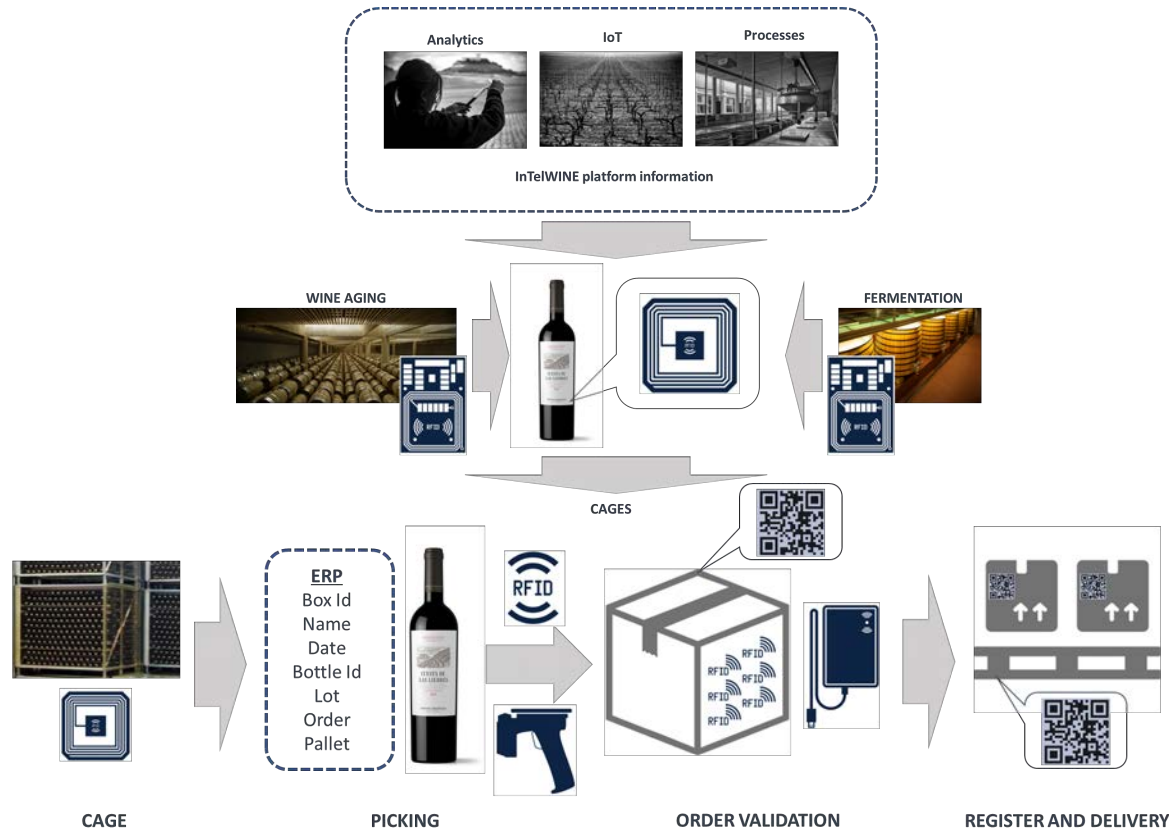 Analytics
IoT
Processes
InTelWINE platform information
WINE AGING
FERMENTATION
RFID
RFID
CAGES
ERP
Box Id
Name
Date
Bottle Id
Lot
Order
Pallet
RFID
RFID
RFID
RFID
RFID
RFID
RFID
CAGE
PICKING
ORDER VALIDATION
REGISTER AND DELIVERY